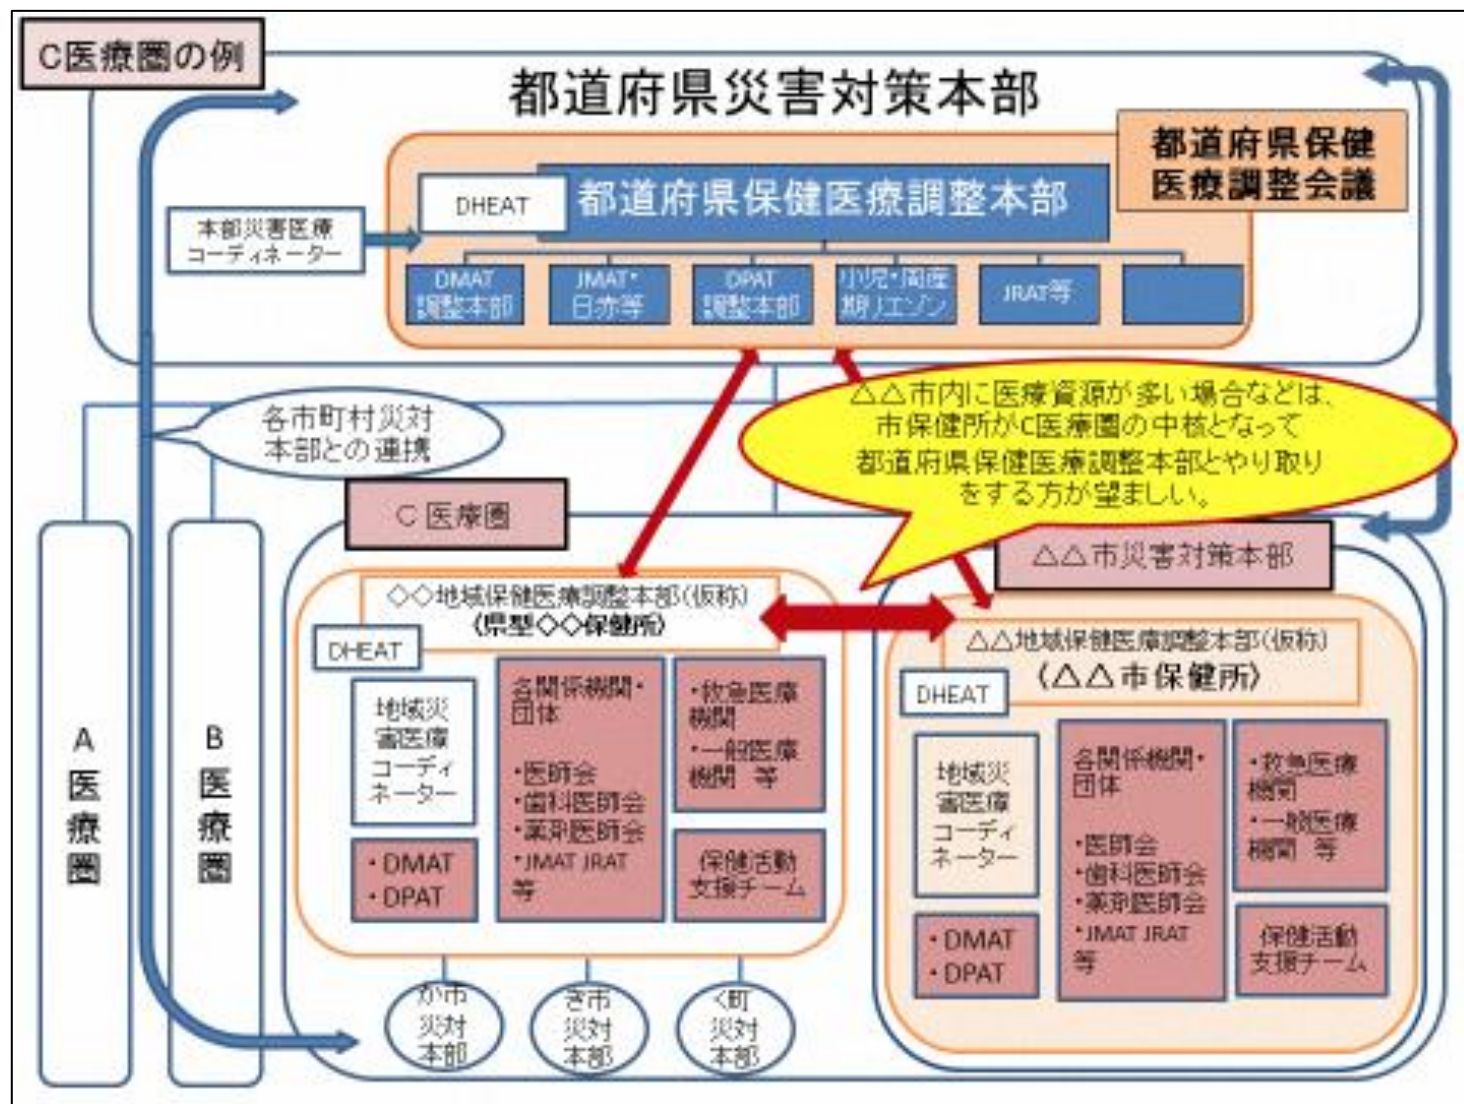 C医療圏の例
都道府県災害対策本部
都道府県保健
医療調整会議
DHEAT
都道府県保健医療調整本部
本部災害医療
コーディネーター
DMAT
調整本部
JMAT・
日赤等
DPAT
調整本部
小児・周産
期リエゾン
JRAT等
各市町村災対
本部との連携
△△市内に医療資源が多い場合などは、
市保健所がC医療圏の中核となって
都道府県保健医療調整本部とやり取り
をする方が望ましい。
A医療圏
B医療圏
C医療圏
◇◇地域保健医療調整本部(仮称)
(県型◇◇保健所)
DHEAT
地域災
害医療
コーディ
ネーター
・DMAT
・DPAT
各関係機関・
団体
・医師会
・歯科医師会
・薬剤医師会
・JMAT JRAT
等
・救急医療
機関
・一般医療
機関 等
保健活動
支援チーム
か市
災対
本部
き市
災対
本部
く町
災対
本部
△△市災害対策本部
△△地域保健医療調整本部(仮称)
(△△市保健所)
DHEAT
地域災
害医療
コーディ
ネーター
・DMAT
・DPAT
各関係機関・
団体
・医師会
・歯科医師会
・薬剤医師会
・JMAT JRAT
等
・救急医療
機関
・一般医療
機関 等
保健活動
支援チーム